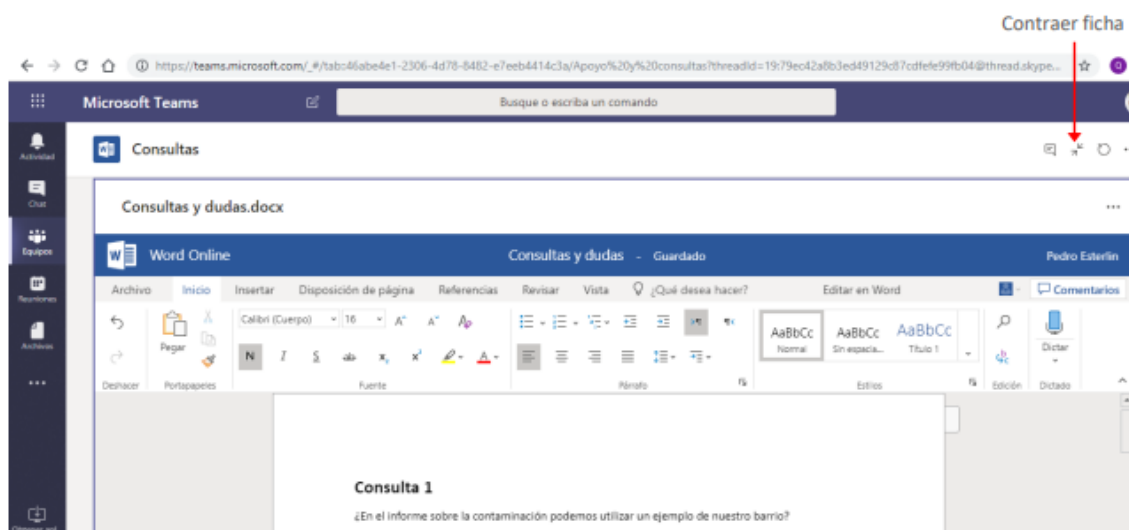 Contraer ficha
https://teams.microsoft.com/_#/tab::46abe4e1-2306-4d78-8482-e7eeb4414c3a/Apoyo%20y%20consultas?threadId=19:79ec42a8b3ed49129d87cdfefe99fb04@thread.skype...
Microsoft Teams
Busque o escriba un comando
Actividad
Consultas
Chat
Consultas y dudas.docx
...
Equipos
Word Online
Consultas y dudas - Guardado
Pedro Esterlin
Reuniones
Archivo Inicio Insertar Disposición de página Referencias Revisar Vista ¿Qué desea hacer? Editar en Word Comentarios
Archivos
Pegar
Calibri (Cuerpo) 16
N I S ab x, x²
AaBbCc Normal
AaBbCc Sin espacia...
AaBbCc Título 1
Dictar
Deshacer Portapapeles Fuente Párrafo Estilos Edición Dictado
Consulta 1
¿En el informe sobre la contaminación podemos utilizar un ejemplo de nuestro barrio?